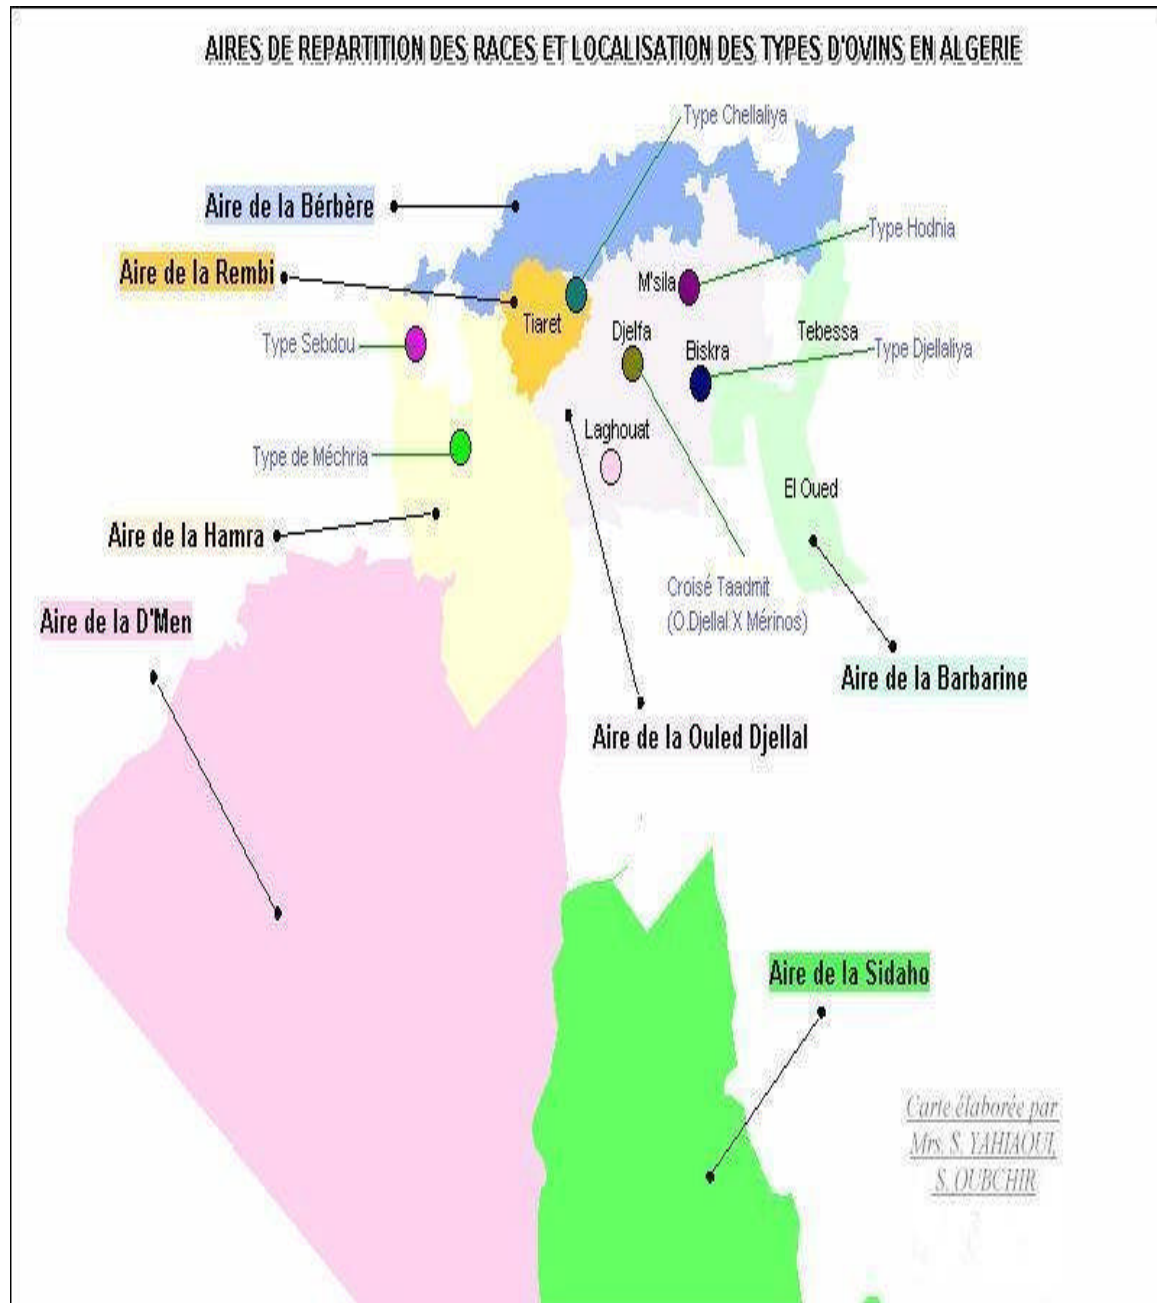 AIRES DE REPARTITION DES RACES ET LOCALISATION DES TYPES D'OVINS EN ALGERIE
Type Chellaliya
Aire de la Bérbère
Type Hodnia
Aire de la Rembi
M'sila
Tiaret
Djelfa
Tebessa
Type Sebdou
Biskra
Type Djellaliya
Laghouat
Type de Méchria
El Oued
Aire de la Hamra
Croisé Taadmit
(O.Djellal X Mérinos)
Aire de la D'Men
Aire de la Barbarine
Aire de la Ouled Djellal
Aire de la Sidaho
Carte élaborée par
Mrs. S. YAHIAOUI,
S. OUBCHIR